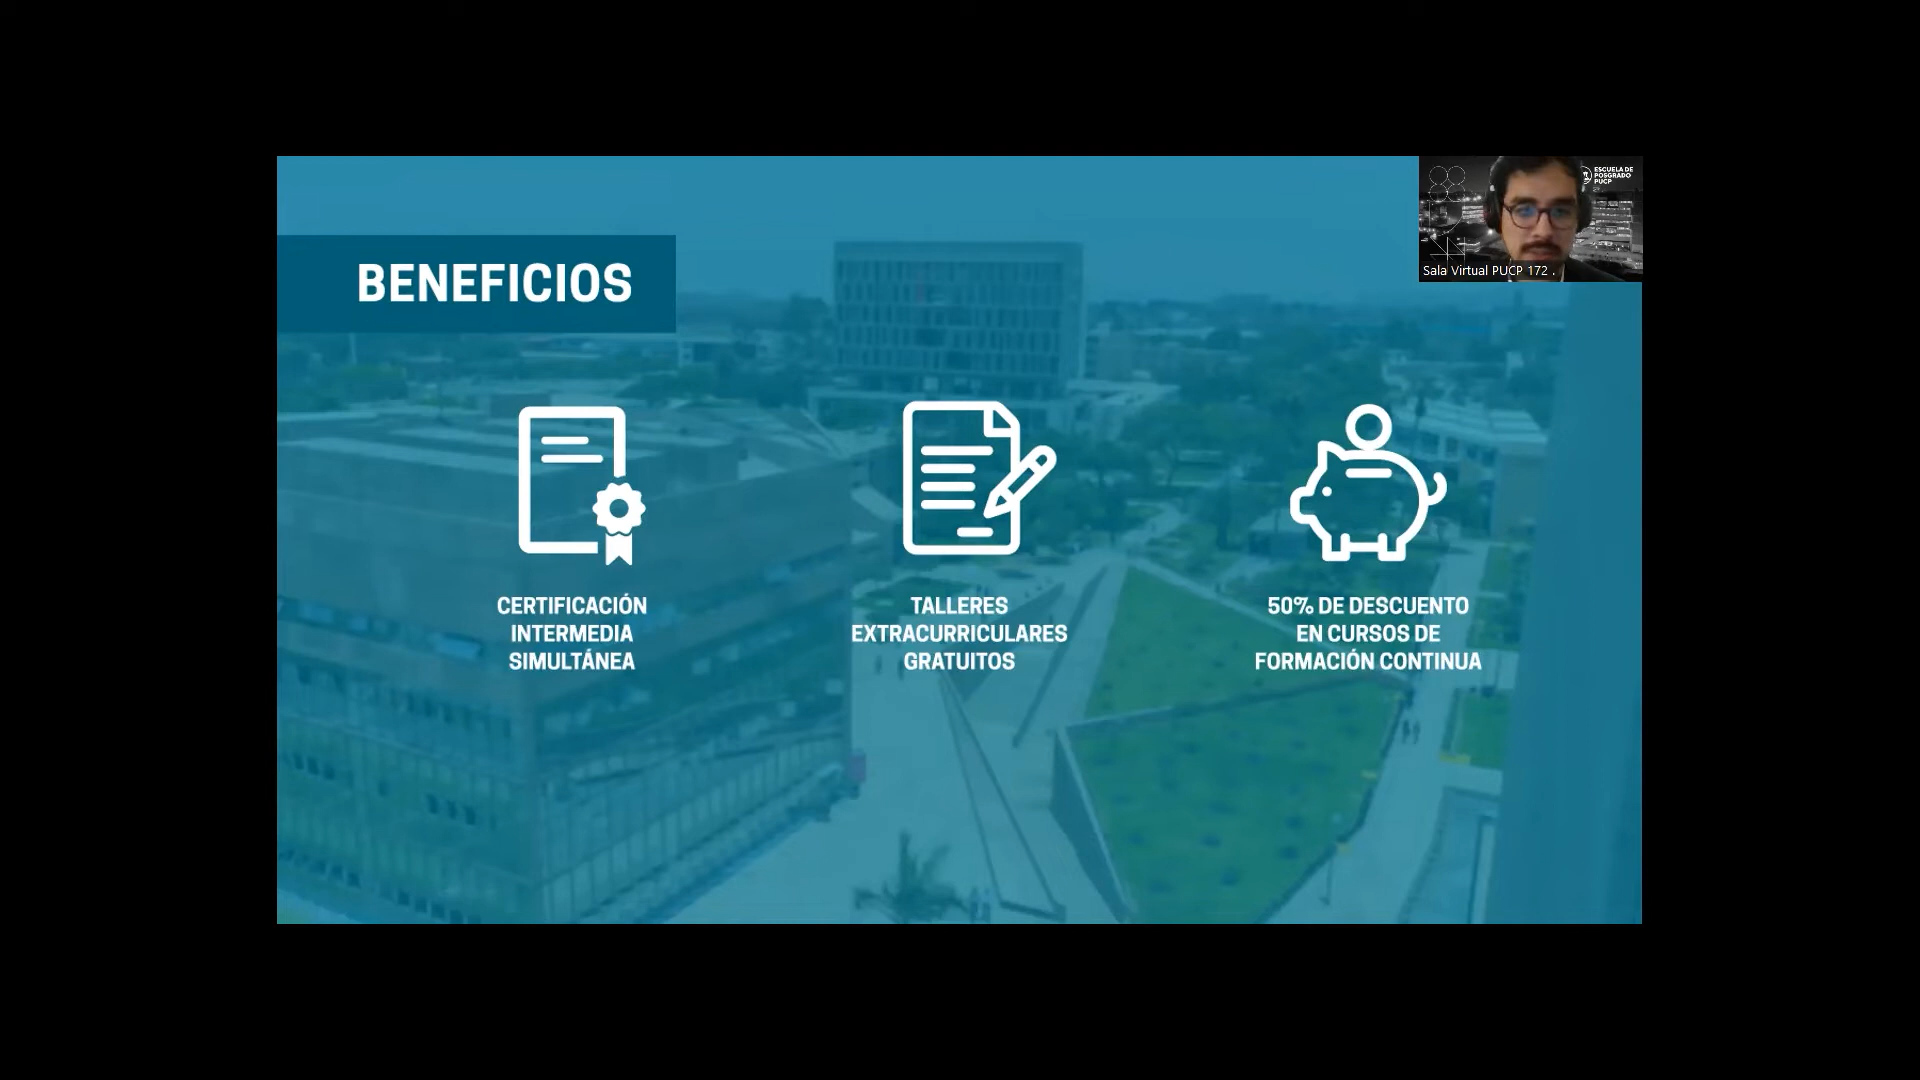 ESCUELA DE
POSGRADO
PUCP
Sala Virtual PUCP 172 .
BENEFICIOS
CERTIFICACIÓN
INTERMEDIA
SIMULTÁNEA
TALLERES
EXTRACURRICULARES
GRATUITOS
50% DE DESCUENTO
EN CURSOS DE
FORMACIÓN CONTINUA